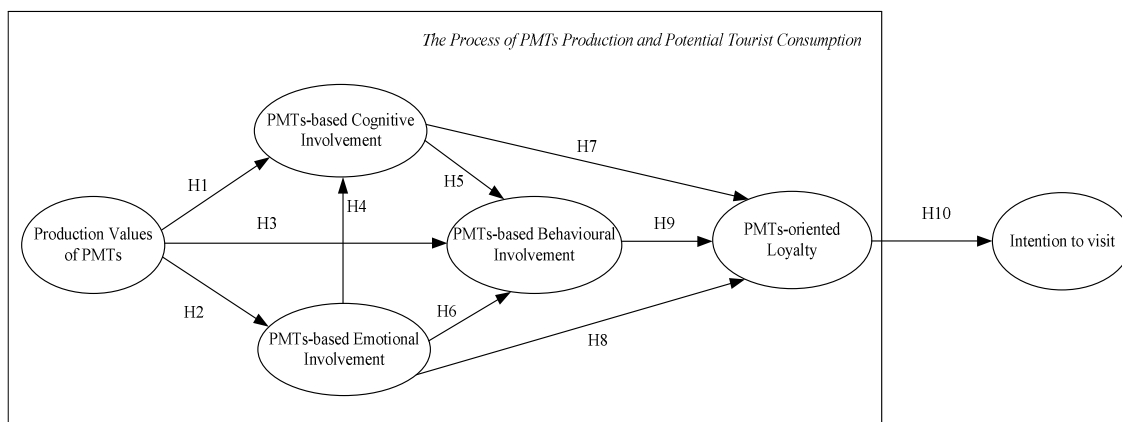 The Process of PMTs Production and Potential Tourist Consumption
PMTs-based Cognitive
Involvement
H7
H1
H5
H4
Production Values
of PMTs
H3
PMTs-based Behavioural
Involvement
H9
PMTs-oriented
Loyalty
H10
Intention to visit
H2
H6
PMTs-based Emotional
Involvement
H8